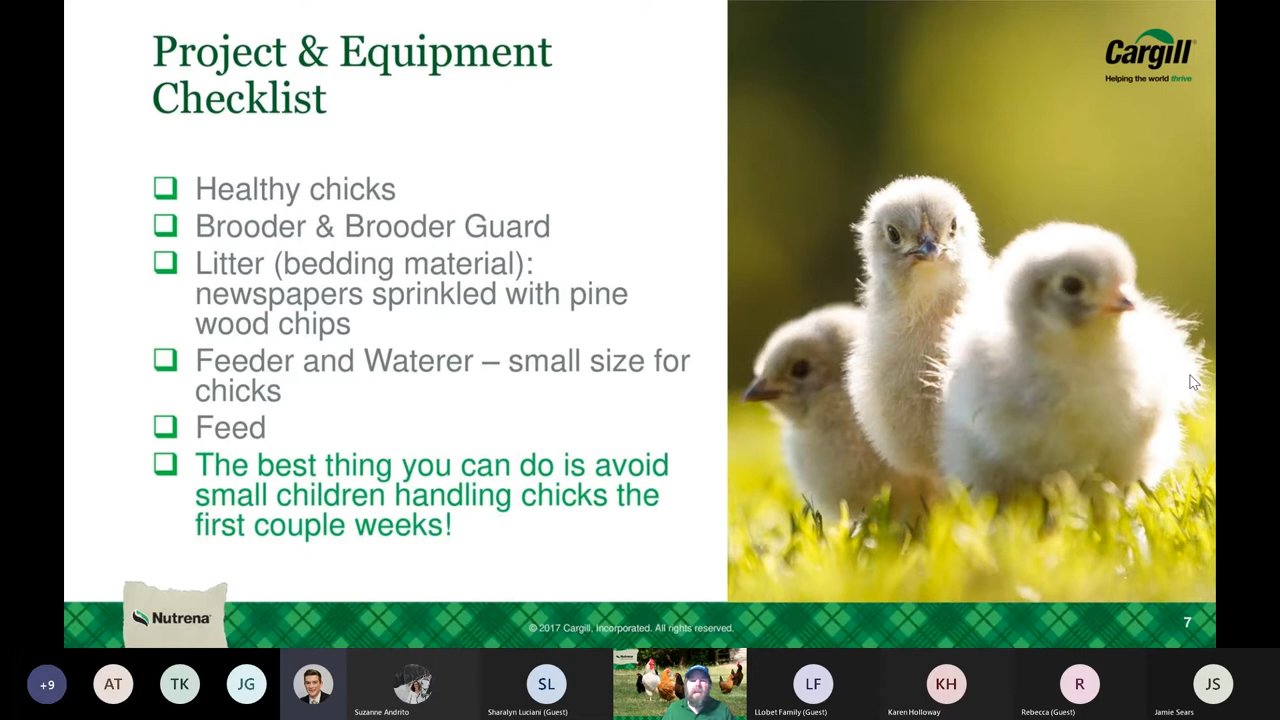 Project & Equipment
Checklist
Cargill®
Helping the world thrive
Healthy chicks
Brooder & Brooder Guard
Litter (bedding material):
newspapers sprinkled with pine
wood chips
Feeder and Waterer – small size for
chicks
Feed
The best thing you can do is avoid
small children handling chicks the
first couple weeks!
Nutrena®
© 2017 Cargill, Incorporated. All rights reserved.
7
+9
AT
TK
JG
Suzanne Andrito
SL
Sharalyn Luciani (Guest)
Nutrena
LF
LLobet Family (Guest)
KH
Karen Holloway
R
Rebecca (Guest)
JS
Jamie Sears